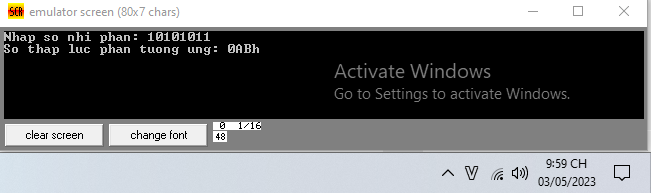 SCR emulator screen (80x7 chars)
Nhap so nhi phan: 10101011
So thap luc phan tuong ung: 0ABh
Activate Windows
Go to Settings to activate Windows.
clear screen
change font
0 1/16
48
9:59 CH
03/05/2023